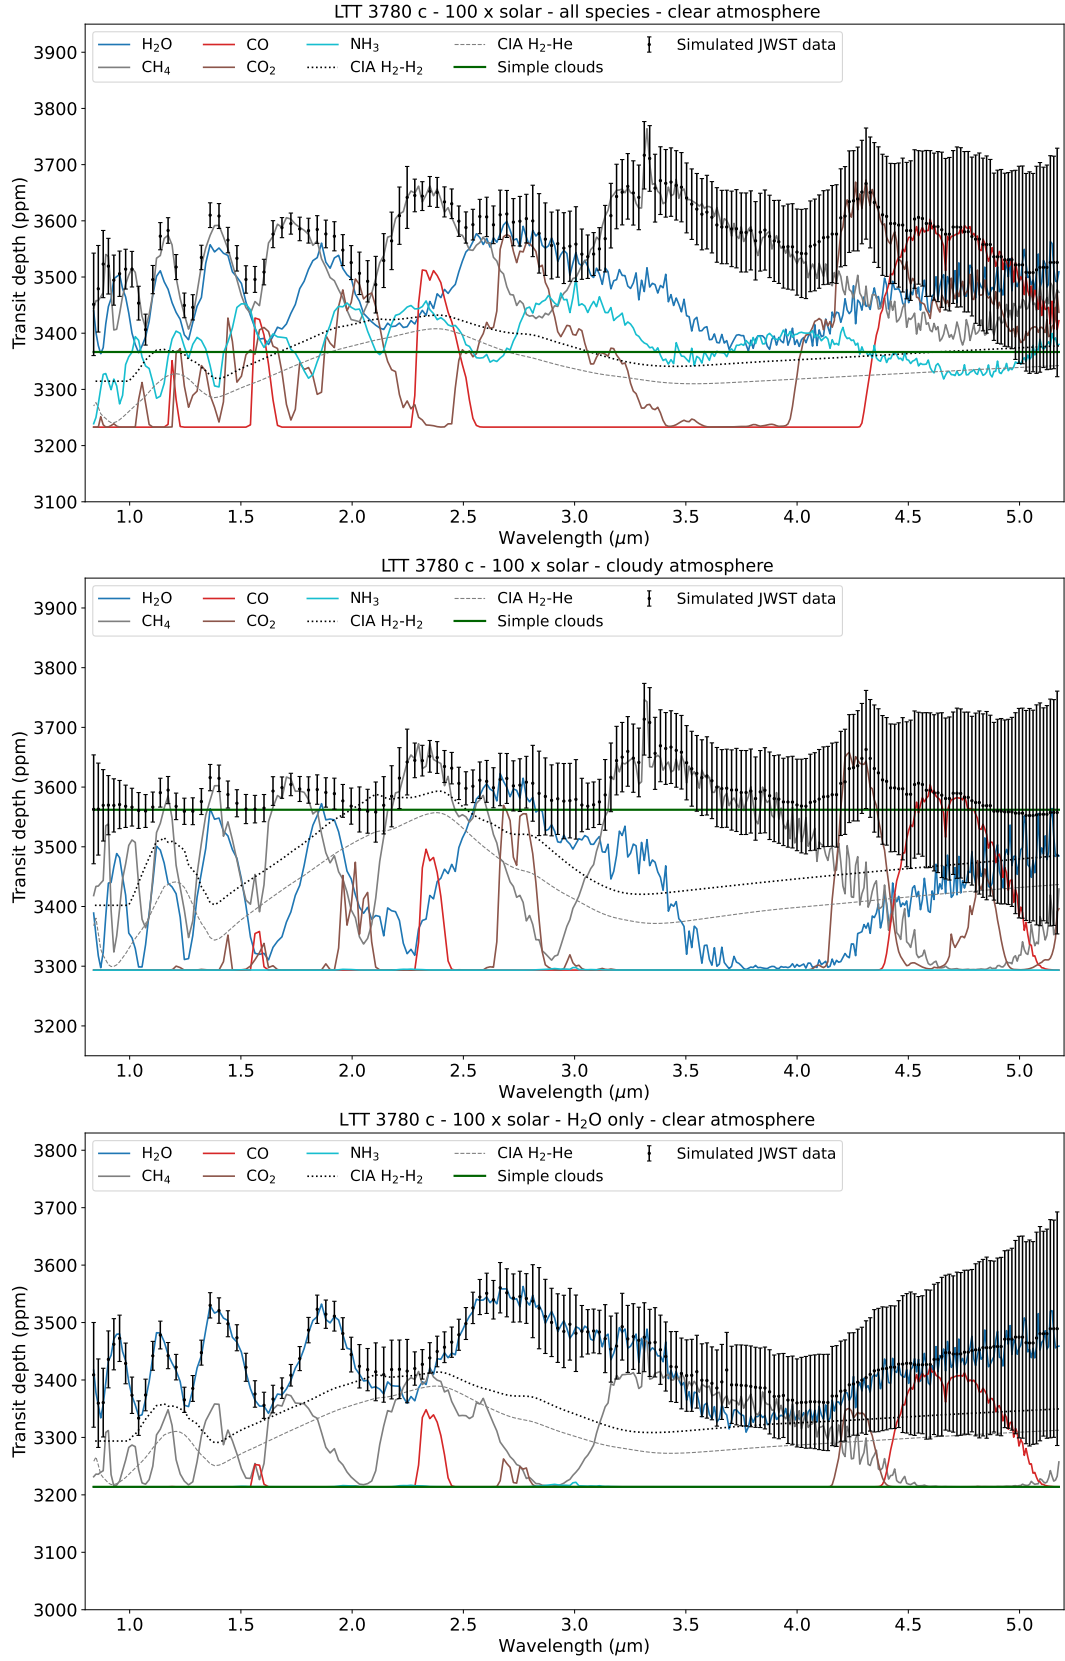 LTT 3780 c - 100 x solar - all species - clear atmosphere
H₂O CO NH₃ CIA H₂-He Simulated JWST data
CH₄ CO₂ CIA H₂-H₂ Simple clouds
3900
3800
3700
3600
3500
3400
3300
3200
3100
Transit depth (ppm)
1.0 1.5 2.0 2.5 3.0 3.5 4.0 4.5 5.0
Wavelength (μm)
LTT 3780 c - 100 x solar - cloudy atmosphere
H₂O CO NH₃ CIA H₂-He Simulated JWST data
CH₄ CO₂ CIA H₂-H₂ Simple clouds
3900
3800
3700
3600
3500
3400
3300
3200
Transit depth (ppm)
1.0 1.5 2.0 2.5 3.0 3.5 4.0 4.5 5.0
Wavelength (μm)
LTT 3780 c - 100 x solar - H₂O only - clear atmosphere
H₂O CO NH₃ CIA H₂-He Simulated JWST data
CH₄ CO₂ CIA H₂-H₂ Simple clouds
3800
3700
3600
3500
3400
3300
3200
3100
3000
Transit depth (ppm)
1.0 1.5 2.0 2.5 3.0 3.5 4.0 4.5 5.0
Wavelength (μm)